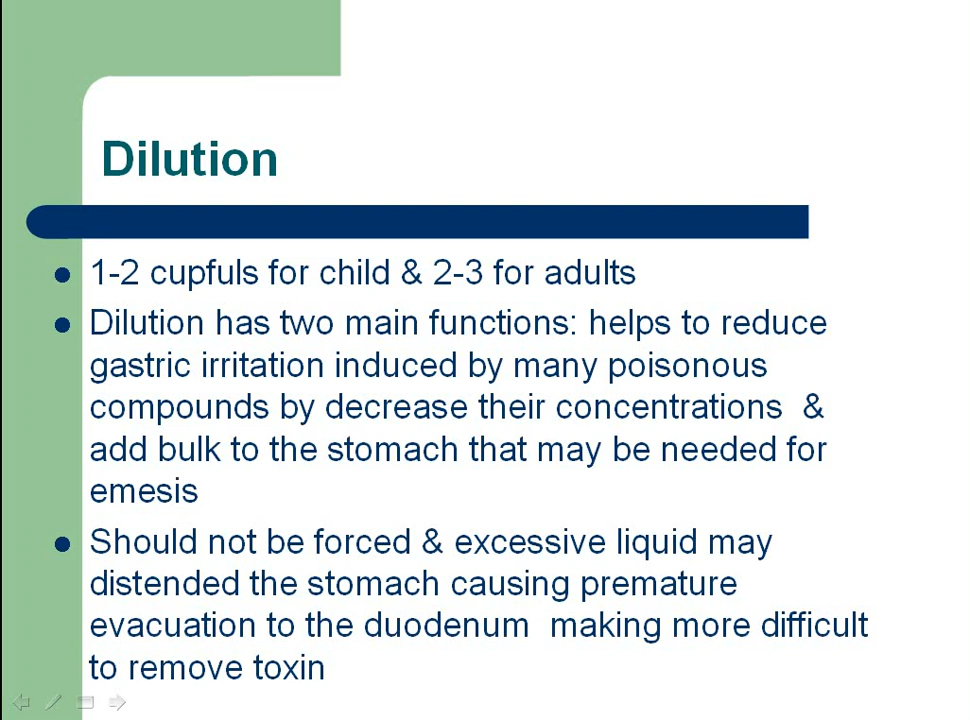 Dilution
1-2 cupfuls for child & 2-3 for adults
Dilution has two main functions: helps to reduce
gastric irritation induced by many poisonous
compounds by decrease their concentrations &
add bulk to the stomach that may be needed for
emesis
Should not be forced & excessive liquid may
distended the stomach causing premature
evacuation to the duodenum making more difficult
to remove toxin